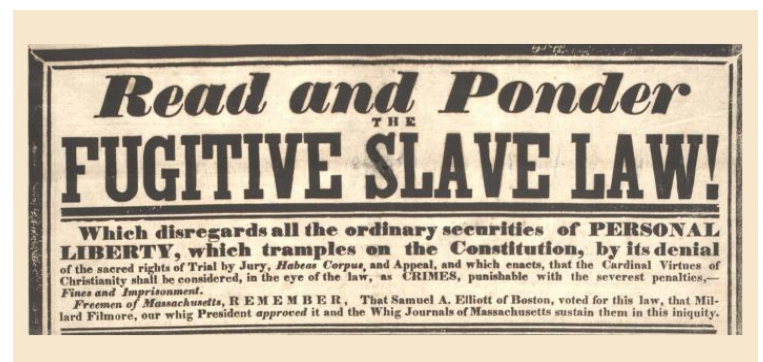 Read and Ponder
THE
FUGITIVE SLAVE LAW!
Which disregards all the ordinary securities of PERSONAL
LIBERTY, which tramples on the Constitution, by its denial
of the sacred rights of Trial by Jury, Habeas Corpus, and Appeal, and which enacts, that the Cardinal Virtues of
Christianity shall be considered, in the eye of the law, as CRIMES, punishable with the severest penalties,—
Fines and Imprisonment.
Freemen of Massachusetts, REMEMBER, That Samuel A. Elliott of Boston, voted for this law, that Mil-
lard Filmore, our whig President approved it and the Whig Journals of Massachusetts sustain them in this iniquity.